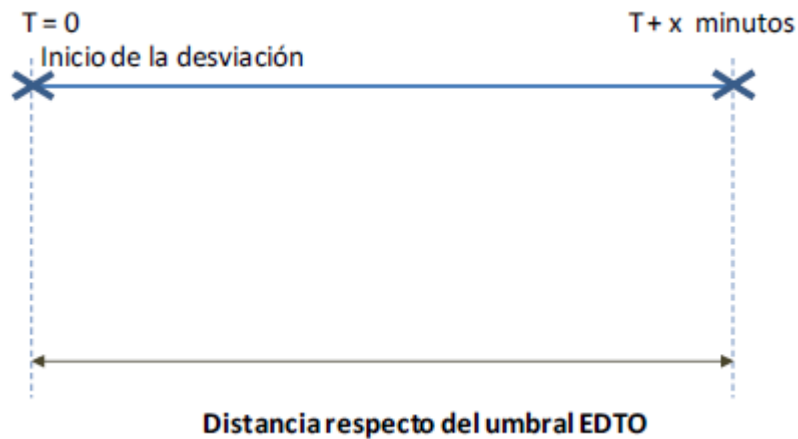 T = 0
T + x minutos
Inicio de la desviación
Distancia respecto del umbral EDTO